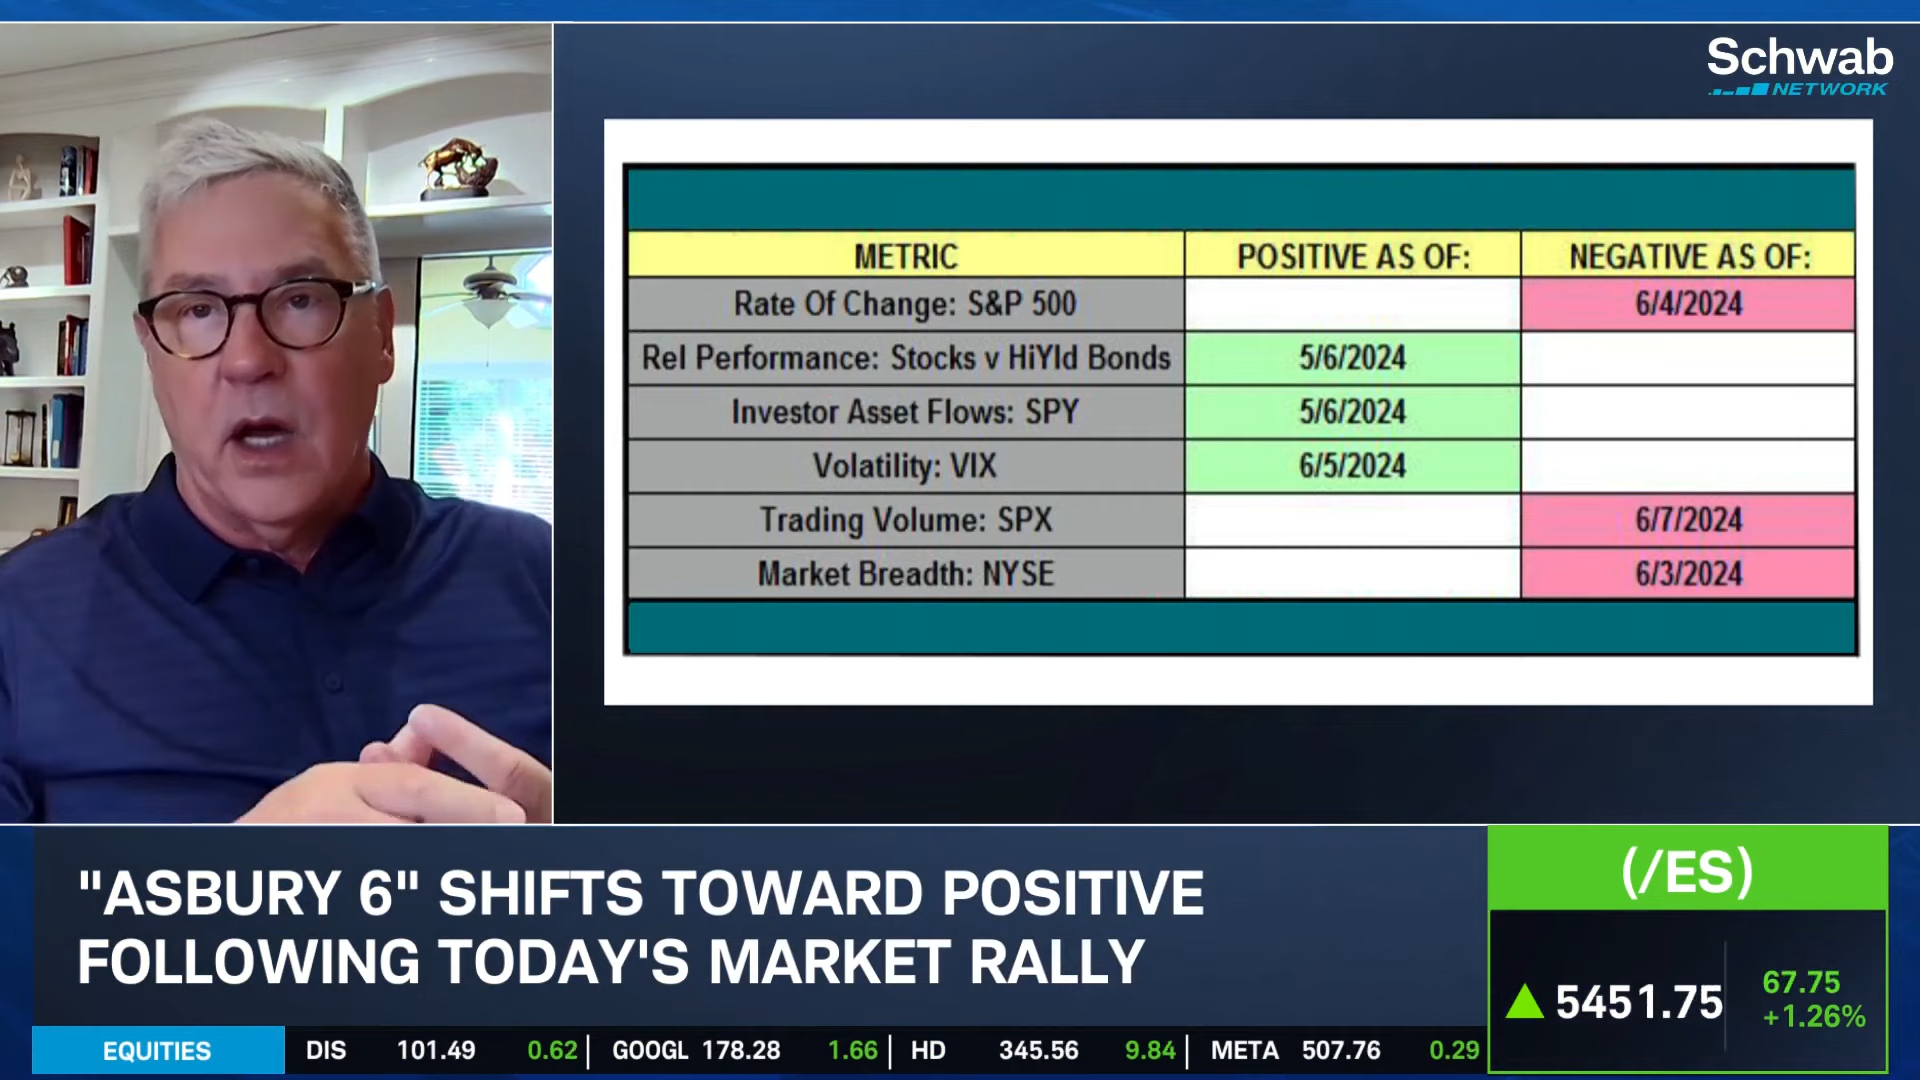 Schwab
NETWORK
METRIC POSITIVE AS OF: NEGATIVE AS OF:
Rate Of Change: S&P 500 6/4/2024
Rel Performance: Stocks v HiYld Bonds 5/6/2024
Investor Asset Flows: SPY 5/6/2024
Volatility: VIX 6/5/2024
Trading Volume: SPX 6/7/2024
Market Breadth: NYSE 6/3/2024
"ASBURY 6" SHIFTS TOWARD POSITIVE
FOLLOWING TODAY'S MARKET RALLY
(/ES)
5451.75 67.75
+1.26%
EQUITIES DIS 101.49 0.62 GOOGL 178.28 1.66 HD 345.56 9.84 META 507.76 0.29